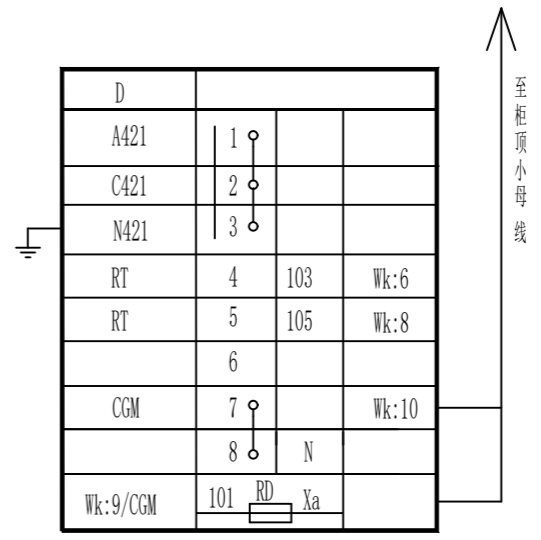 D
A421 1
C421 2
N421 3
RT 4 103 Wk:6
RT 5 105 Wk:8
6
CGM 7 Wk:10
8 N
Wk:9/CGM 101 RD Xa
至柜顶小母线